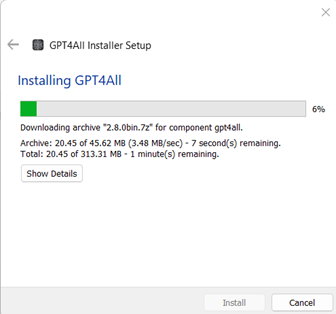 GPT4All Installer Setup
Installing GPT4All
6%
Downloading archive "2.8.0bin.7z" for component gpt4all.
Archive: 20.45 of 45.62 MB (3.48 MB/sec) - 7 second(s) remaining.
Total: 20.45 of 313.31 MB - 1 minute(s) remaining.
Show Details
Install Cancel